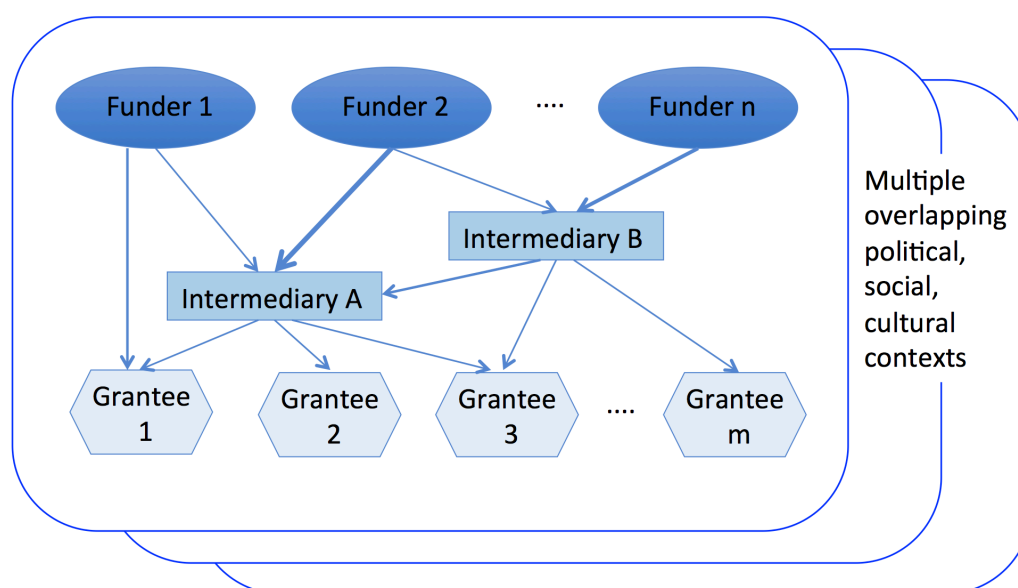 Funder 1
Funder 2
....
Funder n
Multiple
overlapping
political,
social,
cultural
contexts
Intermediary B
Intermediary A
Grantee
1
Grantee
2
Grantee
3
....
Grantee
m